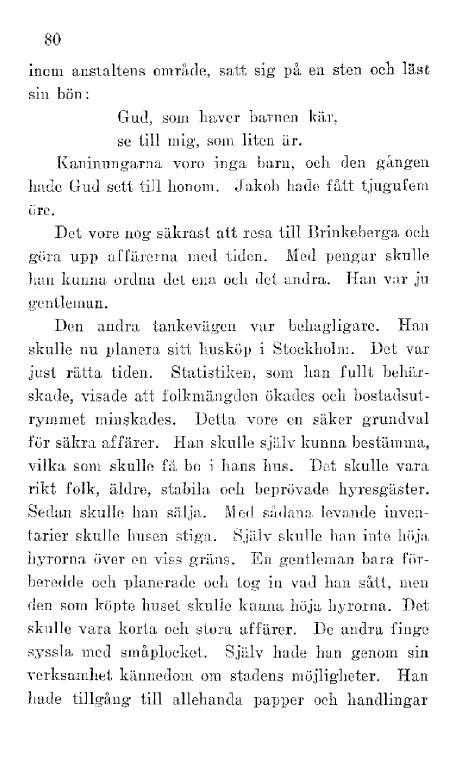 80
inom anstaltens område, satt sig på en sten och läst
sin bön:
Gud, som haver barnen kär,
se till mig, som liten är.
Kaninungarna voro inga barn, och den gången
hade Gud sett till honom. Jakob hade fått tjugufem
öre.
Det vore nog säkrast att resa till Brinkeberga och
göra upp affärerna med tiden. Med pengar skulle
han kunna ordna det ena och det andra. Han var ju
gentleman.
Den andra tankevägen var behagligare. Han
skulle nu planera sitt husköp i Stockholm. Det var
just rätta tiden. Statistiken, som han fullt behär-
skade, visade att folkmängden ökades och bostadsut-
rymmet minskades. Detta vore en säker grundval
för säkra affärer. Han skulle själv kunna bestämma,
vilka som skulle få bo i hans hus. Det skulle vara
rikt folk, äldre, stabila och beprövade hyresgäster.
Sedan skulle han sälja. Med sådana levande inven-
tarier skulle husen stiga. Själv skulle han inte höja
hyrorna över en viss gräns. En gentleman bara för-
beredde och planerade och tog in vad han sått, men
den som köpte huset skulle kunna höja hyrorna. Det
skulle vara korta och stora affärer. De andra finge
syssla med småplocket. Själv hade han genom sin
verksamhet kännedom om stadens möjligheter. Han
hade tillgång till allehanda papper och handlingar